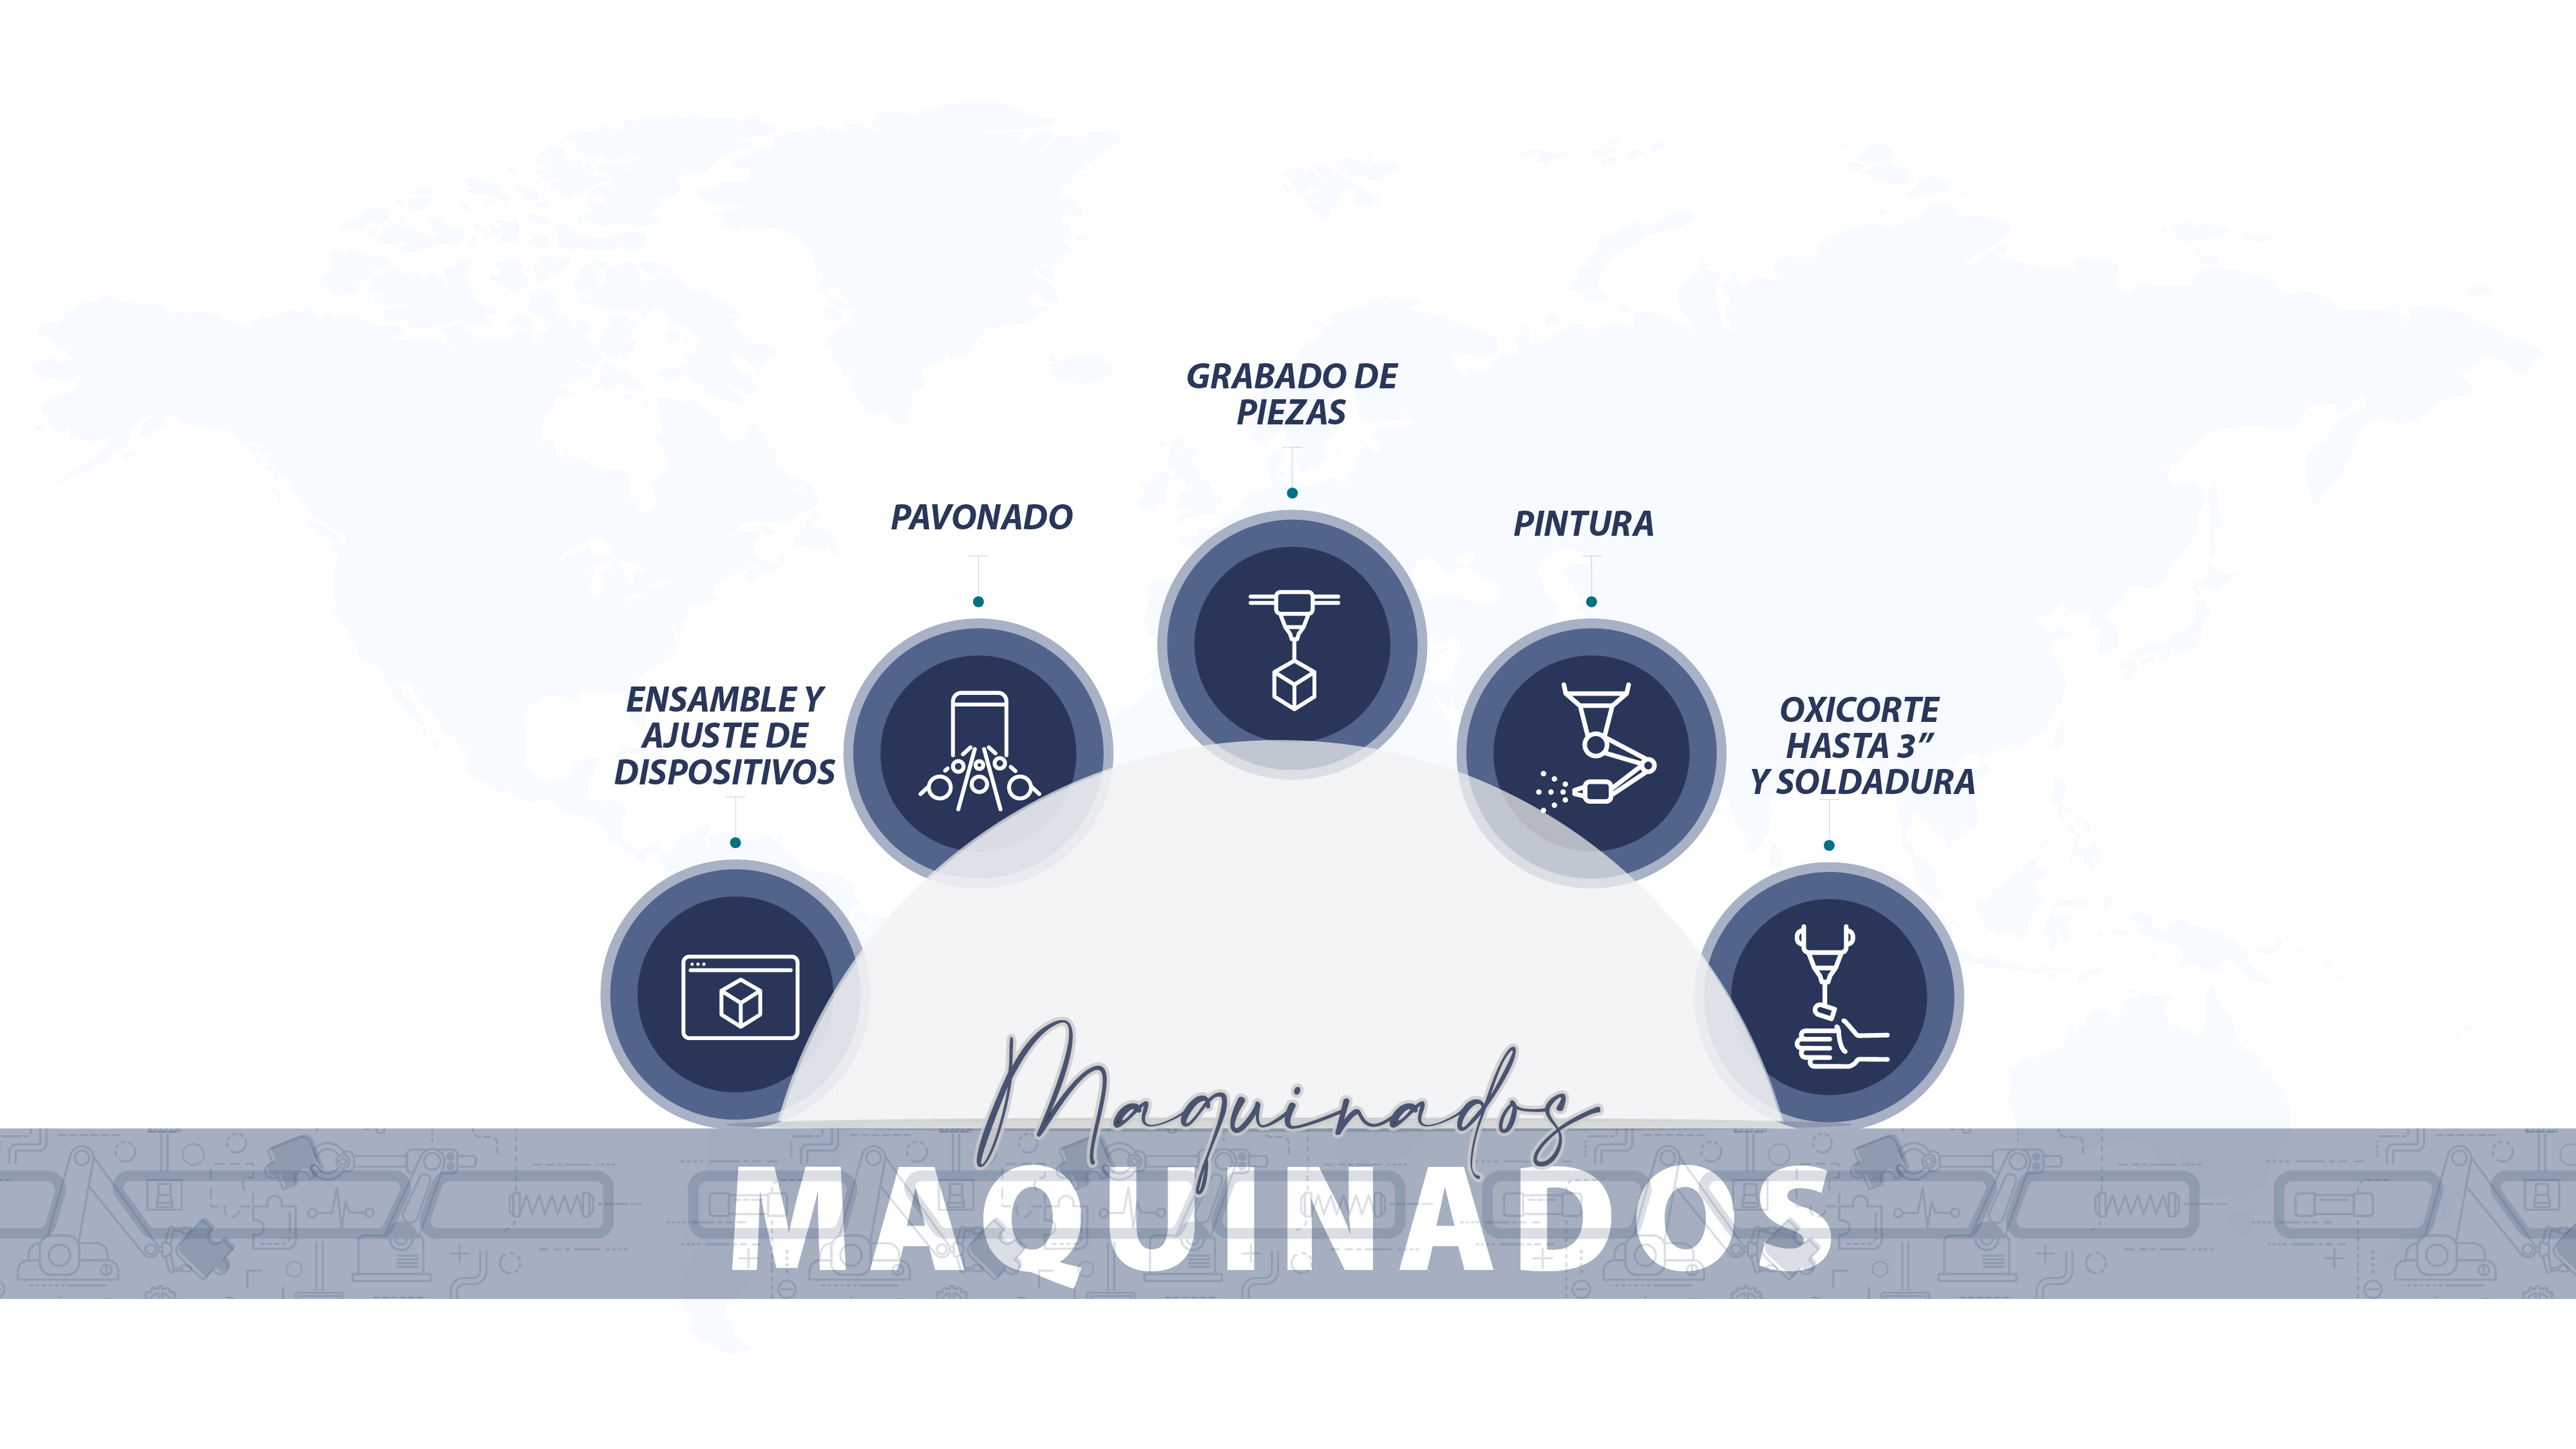 GRABADO DE
PIEZAS
PAVONADO
PINTURA
ENSAMBLE Y
AJUSTE DE
DISPOSITIVOS
OXICORTE
HASTA 3”
Y SOLDADURA
Maquinados
MAQUINADOS